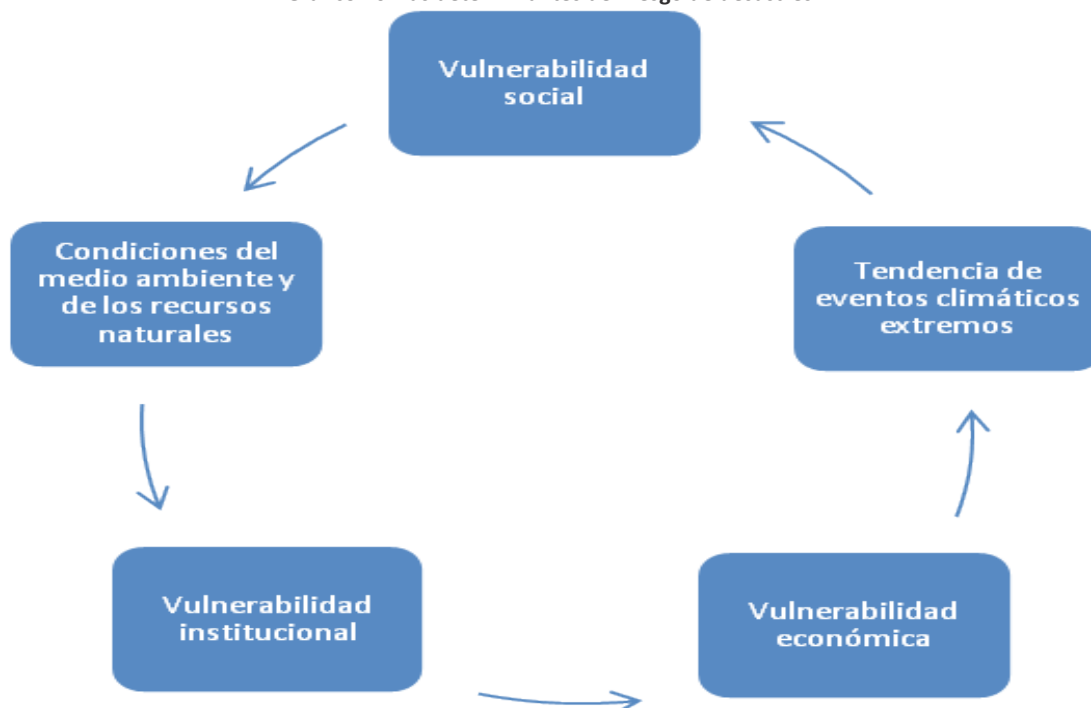 Vulnerabilidad
social
Condiciones del
medio ambiente y
de los recursos
naturales
Tendencia de
eventos climáticos
extremos
Vulnerabilidad
institucional
Vulnerabilidad
económica